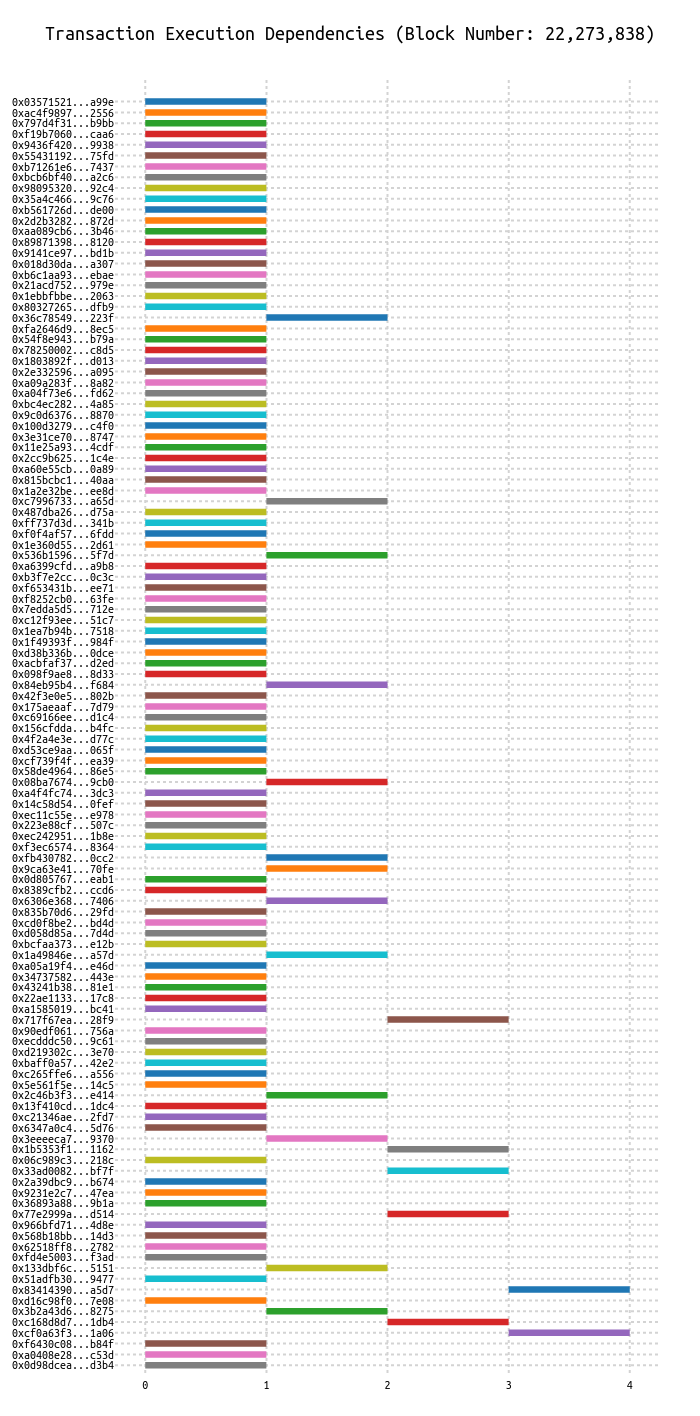 Transaction Execution Dependencies (Block Number: 22,273,838)
0x03571521...a99e
0xac4f9897...2556
0x797d4f31...b9bb
0xf19b7060...caa6
0x9436f420...9938
0x55431192...75fd
0xb71261e6...7437
0xbcb6bf40...a2c6
0x98095320...92c4
0x35a4c466...9c76
0xb561726d...de00
0x2d2b3282...872d
0xaa089cb6...3b46
0x89871398...8120
0x9141ce97...bd1b
0x018d30da...a307
0xb6c1aa93...ebae
0x21acd752...979e
0x1ebbfbbe...2063
0x80327265...dfb9
0x36c78549...223f
0xfa2646d9...8ec5
0x54f8e943...b79a
0x78250002...c8d5
0x1803892f...d013
0x2e332596...a095
0xa09a283f...8a82
0xa04f73e6...fd62
0xbc4ec282...4a85
0x9c0d6376...8870
0x100d3279...c4f0
0x3e31ce70...8747
0x11e25a93...4cdf
0x2cc9b625...1c4e
0xa60e55cb...0a89
0x815bcbc1...40aa
0x1a2e32be...ee8d
0xc7996733...a65d
0x487dba26...d75a
0xff737d3d...341b
0xf0f4af57...6fdd
0x1e360d55...2d61
0x536b1596...5f7d
0xa6399cfd...a9b8
0xb3f7e2cc...0c3c
0xf653431b...ee71
0xf8252cb0...63fe
0x7edda5d5...712e
0xc12f93ee...51c7
0x1ea7b94b...7518
0x1f49393f...984f
0xd38b336b...0dce
0xacbfaf37...d2ed
0x098f9ae8...8d33
0x84eb95b4...f684
0x42f3e0e5...802b
0x175aeaaf...7d79
0xc69166ee...d1c4
0x156cfdda...b4fc
0x4f2a4e3e...d77c
0xd53ce9aa...065f
0xcf739f4f...ea39
0x58de4964...86e5
0x08ba7674...9cb0
0xa4f4fc74...3dc3
0x14c58d54...0fef
0xec11c55e...e978
0x223e88cf...507c
0xec242951...1b8e
0xf3ec6574...8364
0xfb430782...0cc2
0x9ca63e41...70fe
0x0d805767...eab1
0x8389cfb2...ccd6
0x6306e368...7406
0x835b70d6...29fd
0xcd0f8be2...bd4d
0xd058d85a...7d4d
0xbcfaa373...e12b
0x1a49846e...a57d
0xa05a19f4...e46d
0x34737582...443e
0x43241b38...81e1
0x22ae1133...17c8
0xa1585019...bc41
0x717f67ea...28f9
0x90edf061...756a
0xecdddc50...9c61
0xd219302c...3e70
0xbaff0a57...42e2
0xc265ffe6...a556
0x5e561f5e...14c5
0x2c46b3f3...e414
0x13f410cd...1dc4
0xc21346ae...2fd7
0x6347a0c4...5d76
0x3eeeeca7...9370
0x1b5353f1...1162
0x06c989c3...218c
0x33ad0082...bf7f
0x2a39dbc9...b674
0x9231e2c7...47ea
0x36893a88...9b1a
0x77e2999a...d514
0x966bfd71...4d8e
0x568b18bb...14d3
0x62518ff8...2782
0xfd4e5003...f3ad
0x133dbf6c...5151
0x51adfb30...9477
0x83414390...a5d7
0xd16c98f0...7e08
0x3b2a43d6...8275
0xc168d8d7...1db4
0xcf0a63f3...1a06
0xf6430c08...b84f
0xa0408e28...c53d
0x0d98dcea...d3b4
0 1 2 3 4